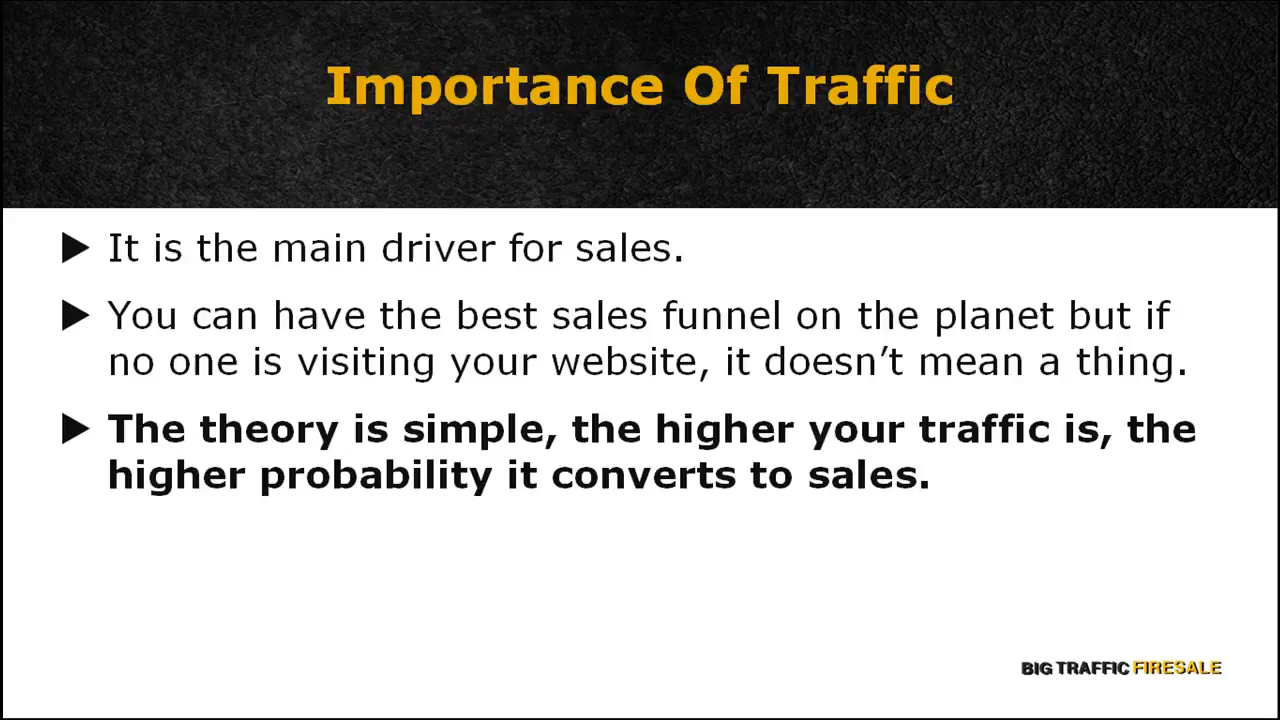 Importance Of Traffic
It is the main driver for sales.
You can have the best sales funnel on the planet but if
no one is visiting your website, it doesn’t mean a thing.
The theory is simple, the higher your traffic is, the
higher probability it converts to sales.
BIG TRAFFIC FIRESALE